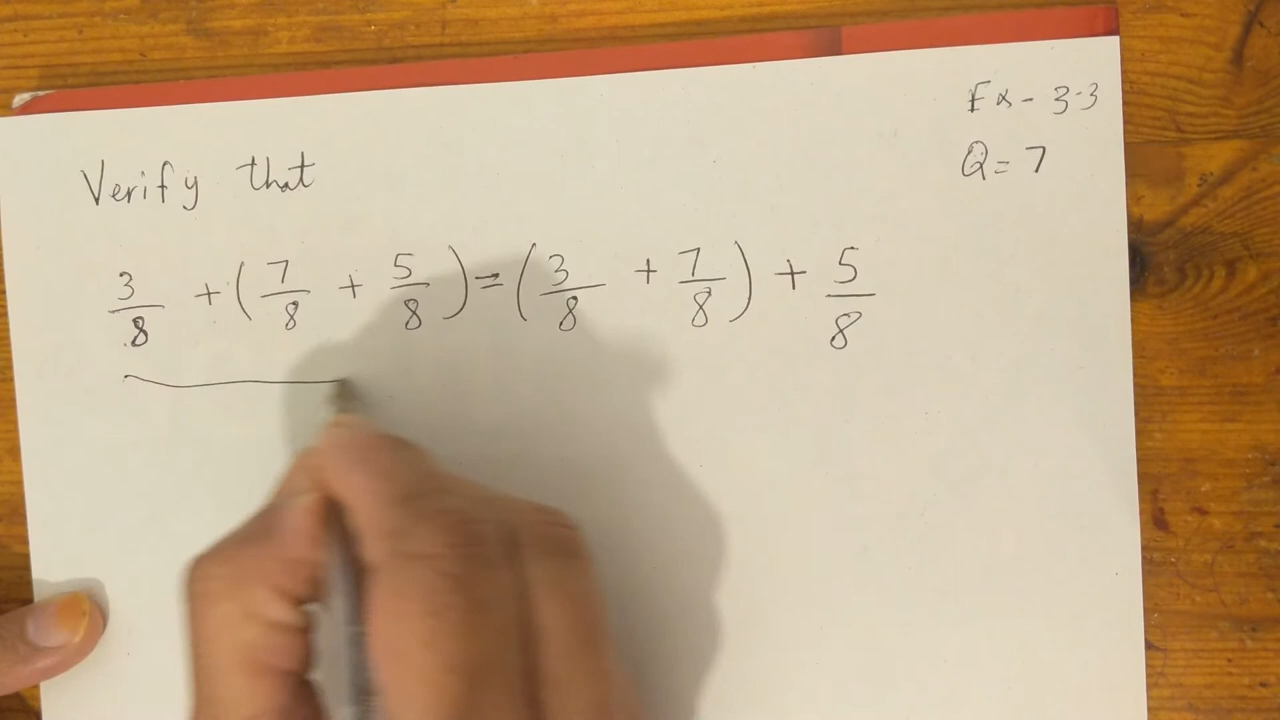 Ex - 3.3
Q = 7
Verify that
3/8 + (7/8 + 5/8) = (3/8 + 7/8) + 5/8